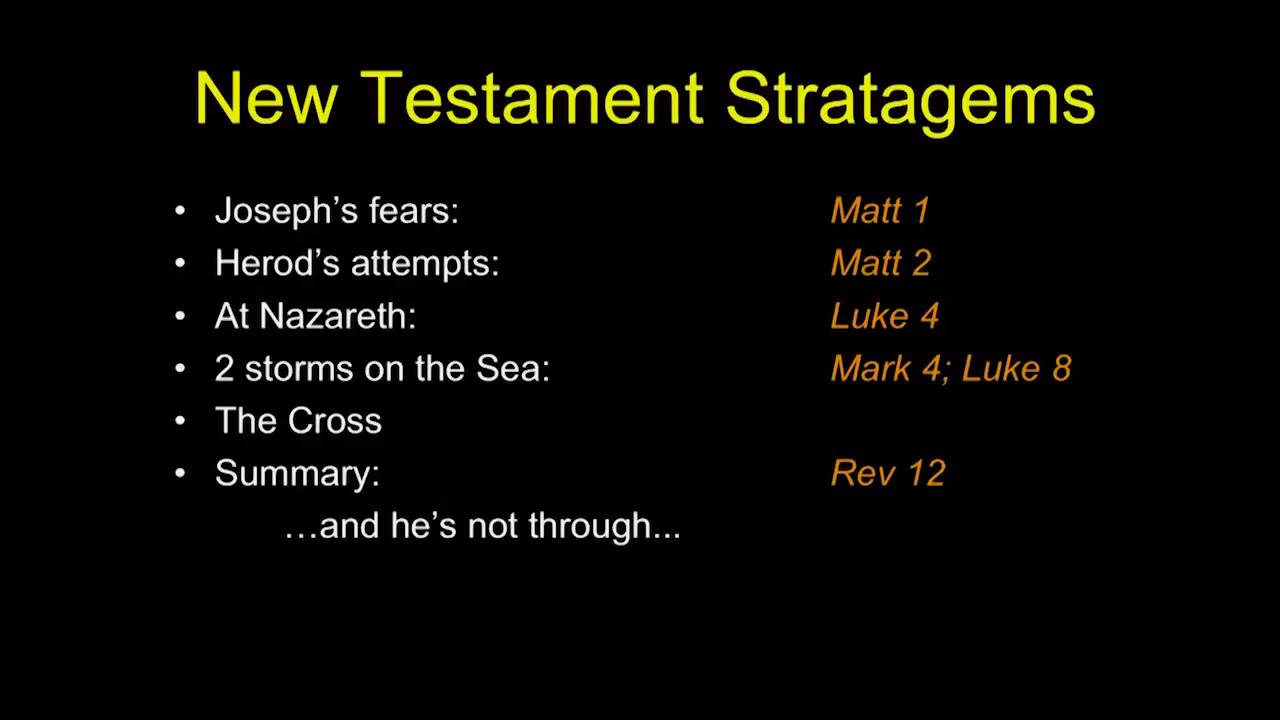 New Testament Stratagems
• Joseph’s fears: Matt 1
• Herod’s attempts: Matt 2
• At Nazareth: Luke 4
• 2 storms on the Sea: Mark 4; Luke 8
• The Cross
• Summary: Rev 12
…and he’s not through...